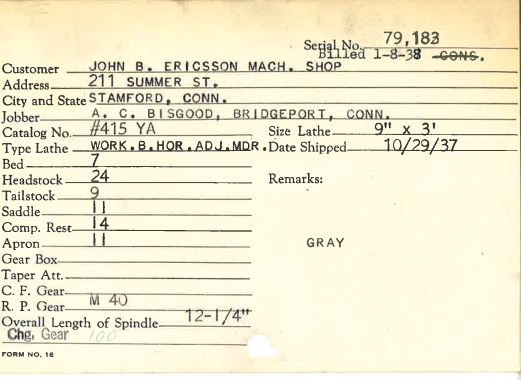 Serial No. 79,183
Billed 1-8-38 CONS.
Customer JOHN B. ERICSSON MACH. SHOP
Address 211 SUMMER ST.
City and State STAMFORD, CONN.
Jobber A. C. BISGOOD, BRIDGEPORT, CONN.
Catalog No. #415 YA Size Lathe 9" x 3'
Type Lathe WORK.B.HOR.ADJ.MDR. Date Shipped 10/29/37
Bed 7
Headstock 24 Remarks:
Tailstock 9
Saddle 11
Comp. Rest 14
Apron 11 GRAY
Gear Box
Taper Att.
C. F. Gear
R. P. Gear M 40
Overall Length of Spindle 12-1/4"
Chg. Gear 100
FORM NO. 16